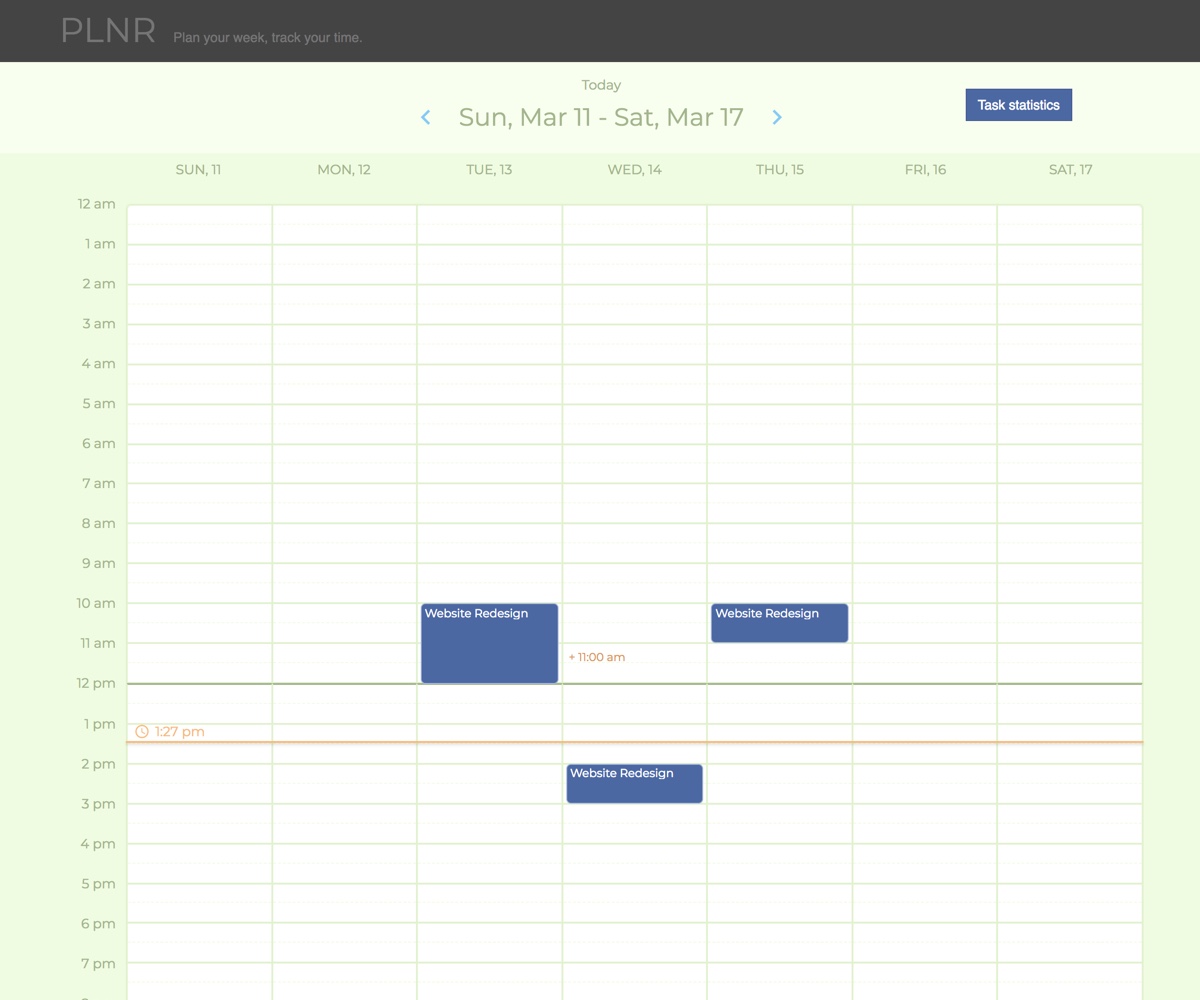 PLNR Plan your week, track your time.
Today
Sun, Mar 11 - Sat, Mar 17
Task statistics
SUN, 11 MON, 12 TUE, 13 WED, 14 THU, 15 FRI, 16 SAT, 17
12 am
1 am
2 am
3 am
4 am
5 am
6 am
7 am
8 am
9 am
10 am
Website Redesign Website Redesign
11 am
+ 11:00 am
12 pm
1 pm
1:27 pm
2 pm
Website Redesign
3 pm
4 pm
5 pm
6 pm
7 pm